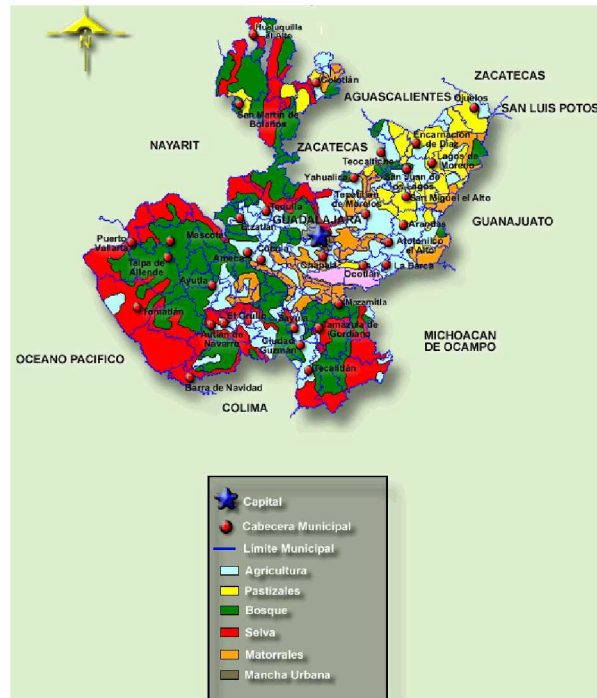 N
Huejuquilla
el Alto
Colotlán
ZACATECAS
AGUASCALIENTES
Ojuelos
SAN LUIS POTOS
San Martín de
Bolaños
NAYARIT
ZACATECAS
Encarnación
de Díaz
Teocaltiche
Lagos de
Moreno
San Juan de
los Lagos
Yahualica
San Miguel el Alto
Tepatitlán
de Morelos
Tequila
GUADALAJARA
Etzatlán
Arandas
GUANAJUATO
Puerto
Vallarta
Mascota
Cocula
Atotonilco
el Alto
Talpa de
Allende
Ameca
Chapala
La Barca
Ocotlán
Ayutla
Mazamitla
Tomatlán
El Grullo
Sayula
Tamazula de
Gordiano
MICHOACAN
DE OCAMPO
Autlán de
Navarro
Ciudad
Guzmán
OCEANO PACIFICO
Tecalitlán
Barra de Navidad
COLIMA
Capital
Cabecera Municipal
Límite Municipal
Agricultura
Pastizales
Bosque
Selva
Matorrales
Mancha Urbana